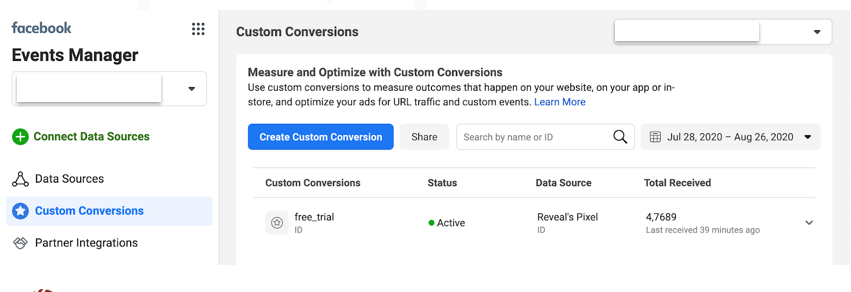 facebook
Events Manager
Connect Data Sources
Data Sources
Custom Conversions
Partner Integrations
Custom Conversions
Measure and Optimize with Custom Conversions
Use custom conversions to measure outcomes that happen on your website, on your app or in-
store, and optimize your ads for URL traffic and custom events. Learn More
Create Custom Conversion
Share
Search by name or ID
Jul 28, 2020 – Aug 26, 2020
Custom Conversions Status Data Source Total Received
free_trial Active Reveal's Pixel 4,7689
ID ID Last received 39 minutes ago